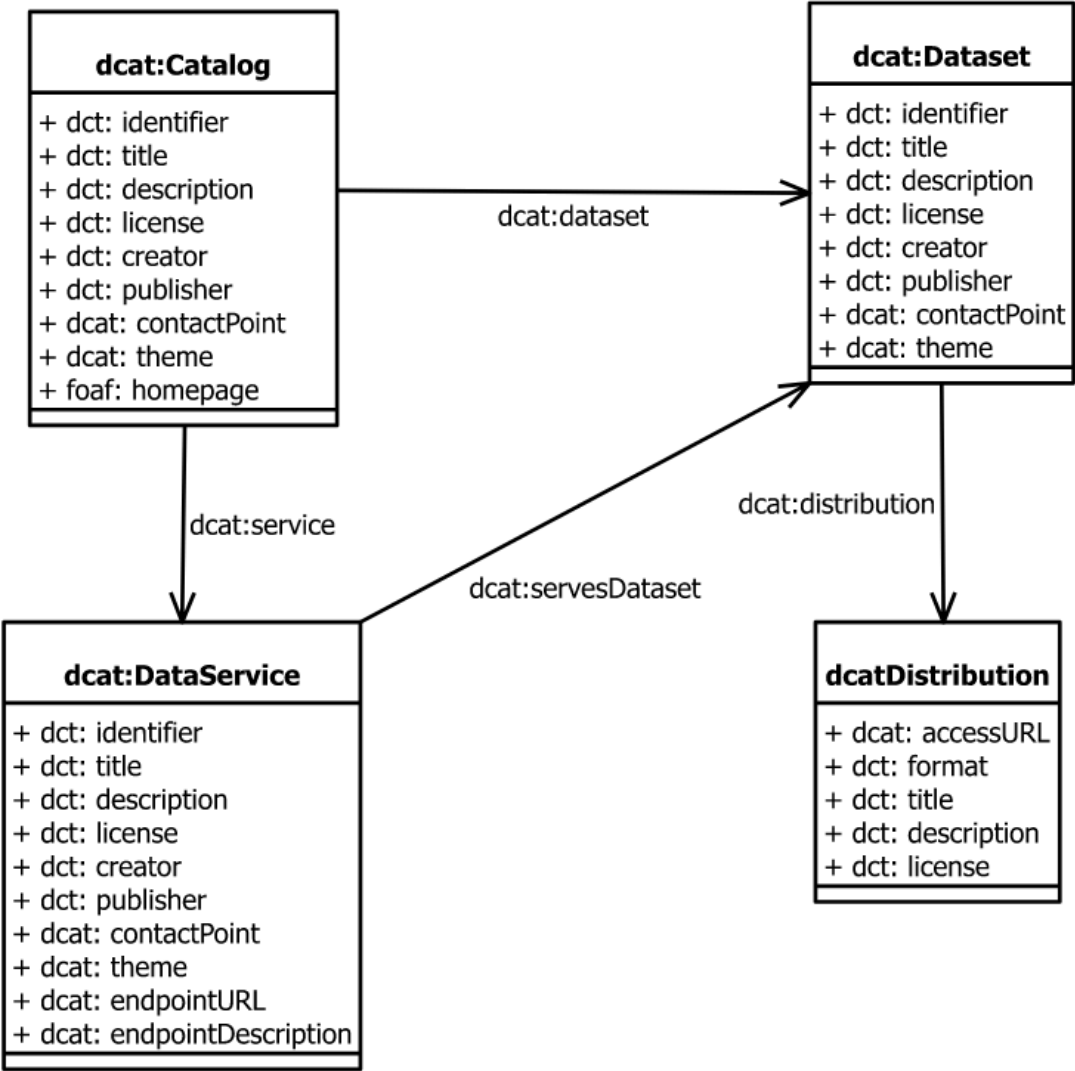 dcat:Catalog
+ dct: identifier
+ dct: title
+ dct: description
+ dct: license
+ dct: creator
+ dct: publisher
+ dcat: contactPoint
+ dcat: theme
+ foaf: homepage
dcat:dataset
dcat:Dataset
+ dct: identifier
+ dct: title
+ dct: description
+ dct: license
+ dct: creator
+ dct: publisher
+ dcat: contactPoint
+ dcat: theme
dcat:service
dcat:servesDataset
dcat:distribution
dcat:DataService
+ dct: identifier
+ dct: title
+ dct: description
+ dct: license
+ dct: creator
+ dct: publisher
+ dcat: contactPoint
+ dcat: theme
+ dcat: endpointURL
+ dcat: endpointDescription
dcatDistribution
+ dcat: accessURL
+ dct: format
+ dct: title
+ dct: description
+ dct: license